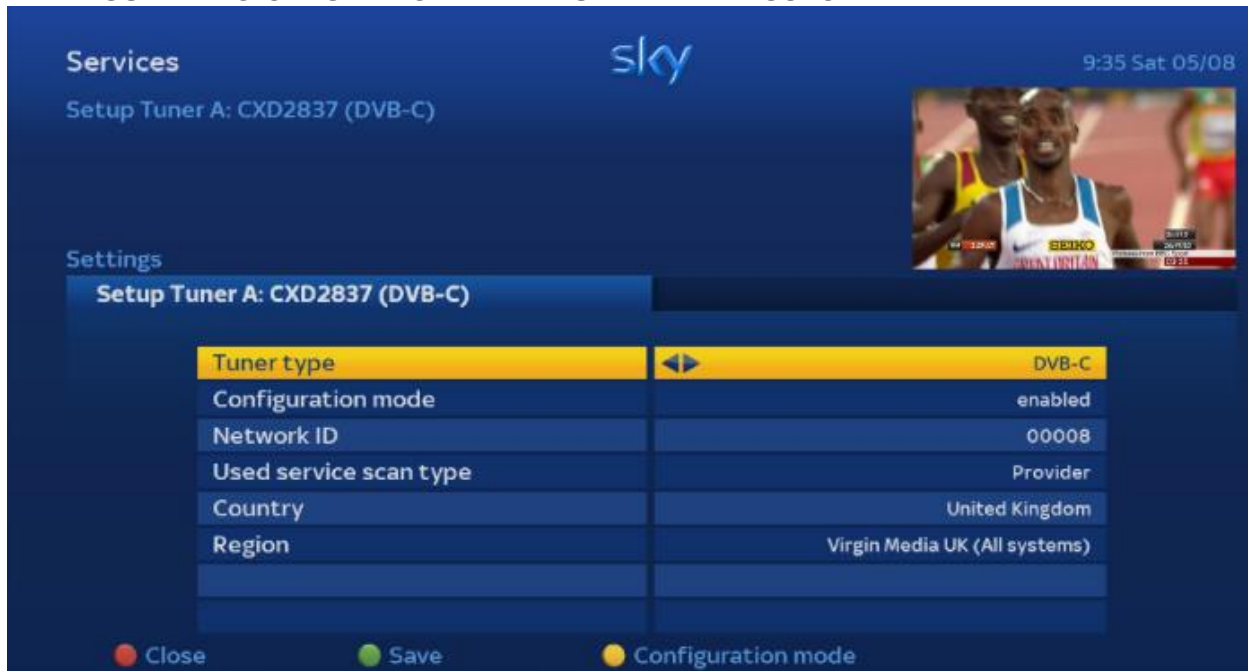 Services
sky
9:35 Sat 05/08
Setup Tuner A: CXD2837 (DVB-C)
SEIKO
Settings
Setup Tuner A: CXD2837 (DVB-C)
Tuner type DVB-C
Configuration mode enabled
Network ID 00008
Used service scan type Provider
Country United Kingdom
Region Virgin Media UK (All systems)
Close Save Configuration mode